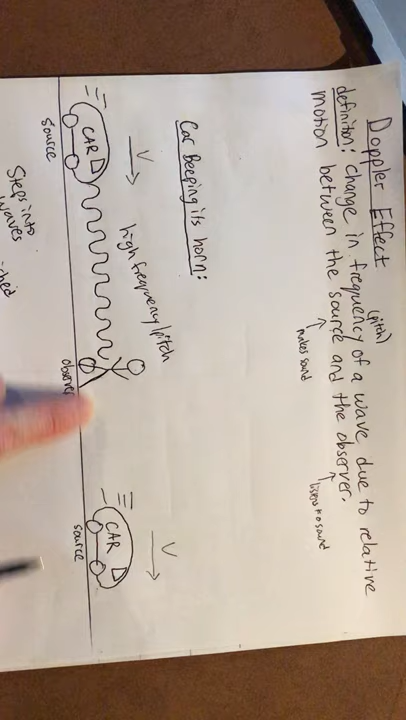 Doppler Effect
(pitch)
definition: change in frequency of a wave, due to relative
motion between the source and the observer.
makes sound
listens to sound
Car Beeping its horn:
V
V
high frequency/pitch
CAR
CAR
source
observer
source
Steps into
waves